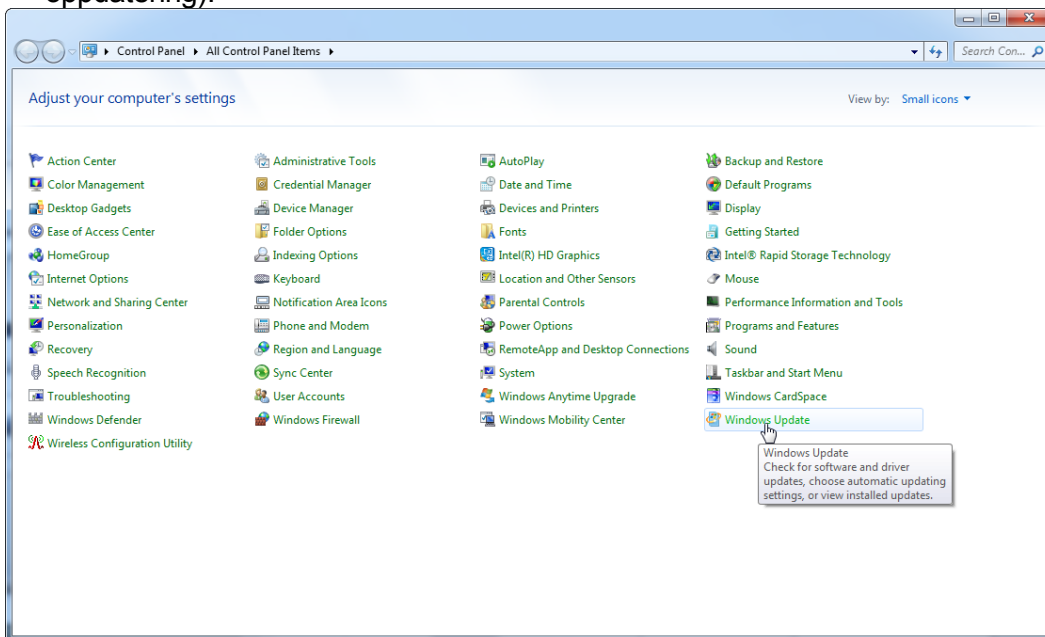 oppdatering).
Control Panel ▸ All Control Panel Items ▸
Search Con...
Adjust your computer's settings
View by: Small icons
Action Center
Administrative Tools
AutoPlay
Backup and Restore
Color Management
Credential Manager
Date and Time
Default Programs
Desktop Gadgets
Device Manager
Devices and Printers
Display
Ease of Access Center
Folder Options
Fonts
Getting Started
HomeGroup
Indexing Options
Intel(R) HD Graphics
Intel® Rapid Storage Technology
Internet Options
Keyboard
Location and Other Sensors
Mouse
Network and Sharing Center
Notification Area Icons
Parental Controls
Performance Information and Tools
Personalization
Phone and Modem
Power Options
Programs and Features
Recovery
Region and Language
RemoteApp and Desktop Connections
Sound
Speech Recognition
Sync Center
System
Taskbar and Start Menu
Troubleshooting
User Accounts
Windows Anytime Upgrade
Windows CardSpace
Windows Defender
Windows Firewall
Windows Mobility Center
Windows Update
Wireless Configuration Utility
Windows Update
Check for software and driver
updates, choose automatic updating
settings, or view installed updates.